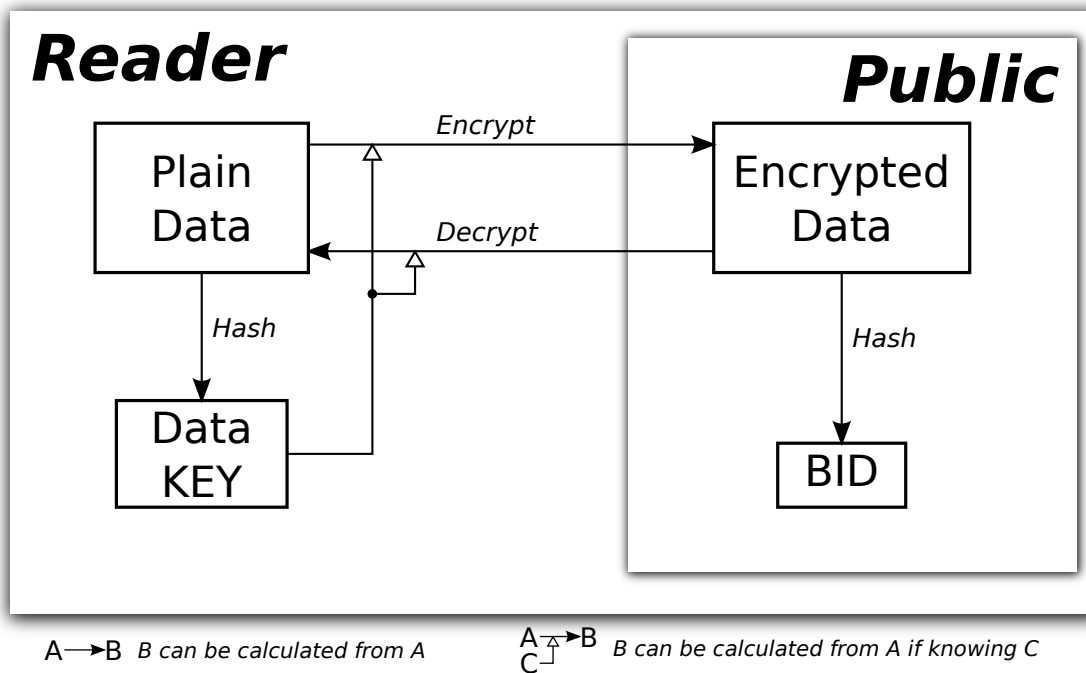 Reader
Public
Encrypt
Plain
Data
Encrypted
Data
Decrypt
Hash
Hash
Data
KEY
BID
A B B can be calculated from A
A B
C
B can be calculated from A if knowing C